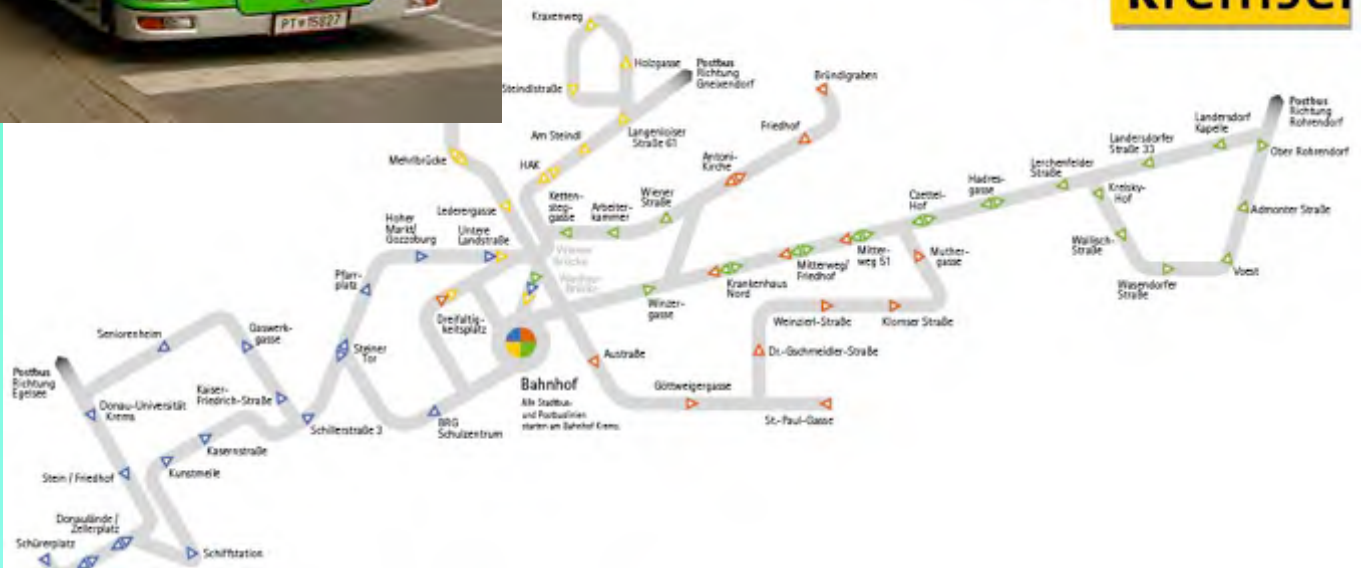 PT 15827
Kremser
Kraxenweg
Holzgasse
Postbus
Richtung
Gneixendorf
Bründlgraben
Steindlstraße
Am Steindl
Langenloiser
Straße 61
Friedhof
Postbus
Richtung
Rohrendorf
Landersdorf
Kapelle
Landersdorfer
Straße 33
Ober Rohrendorf
Mehrlbrücke
HAK
Antoni-
Kirche
Lerchenfelder
Straße
Hadres-
gasse
Kreisky-
Hof
Ketten-
steg-
gasse
Arbeiter-
kammer
Wiener
Straße
Castel-
Hof
Admonter Straße
Lederergasse
Hoher
Markt/
Gozzoburg
Untere
Landstraße
Wiener
Brücke
Mitter-
weg 51
Muther-
gasse
Wallisch-
Straße
Mitterweg/
Friedhof
Krankenhaus
Nord
Voest
Wasendorfer
Straße
Pfarr-
platz
Winzer-
gasse
Weinzierl-Straße
Klomser Straße
Dreifaltig-
keitsplatz
Seniorenheim
Gaswerk-
gasse
Steiner
Tor
Austraße
Dr.-Gschmeidler-Straße
Postbus
Richtung
Egelsee
Bahnhof
Alle Stadtbus-
und Postbuslinien
starten am Bahnhof Krems.
Göttweigergasse
St.-Paul-Gasse
Kaiser-
Friedrich-Straße
Donau-Universität
Krems
Schillerstraße 3
BRG
Schulzentrum
Kasernstraße
Kunstmeile
Stein / Friedhof
Donaulände /
Zellerplatz
Schürerplatz
Schiffstation